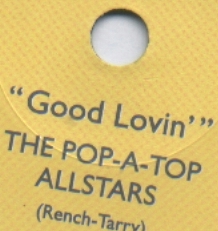 “Good Lovin’”
THE POP-A-TOP
ALLSTARS
(Rench-Tarry)